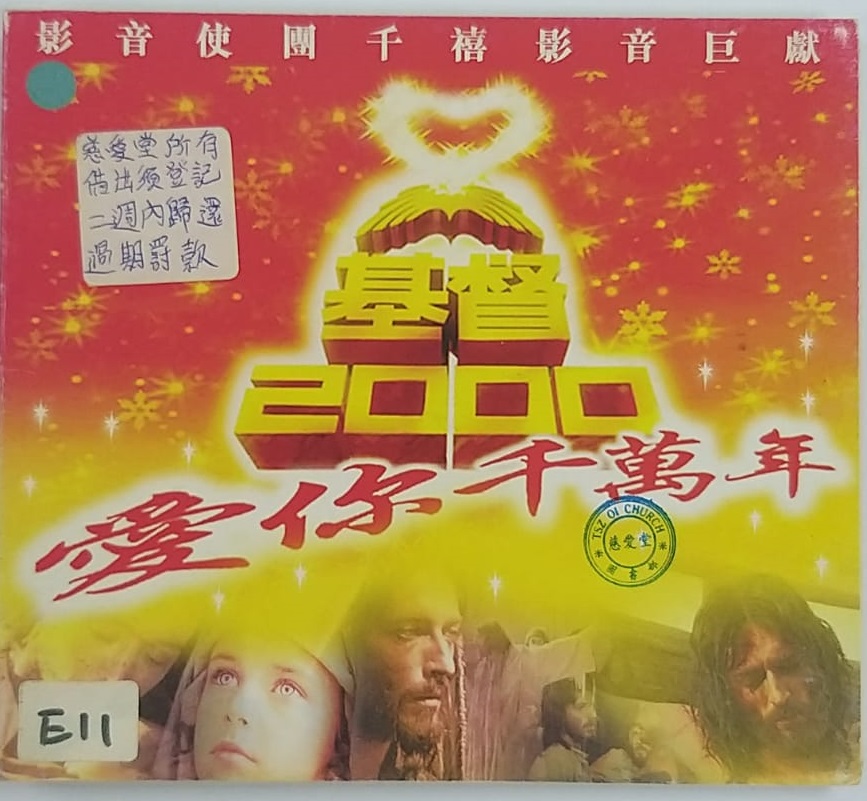 影音使團千禧影音巨獻
慈愛堂所有
借出須登記
二週內歸還
過期罰款
基督
2000
愛你千萬年
TSZ OI CHURCH
慈愛堂
圖書館
E11